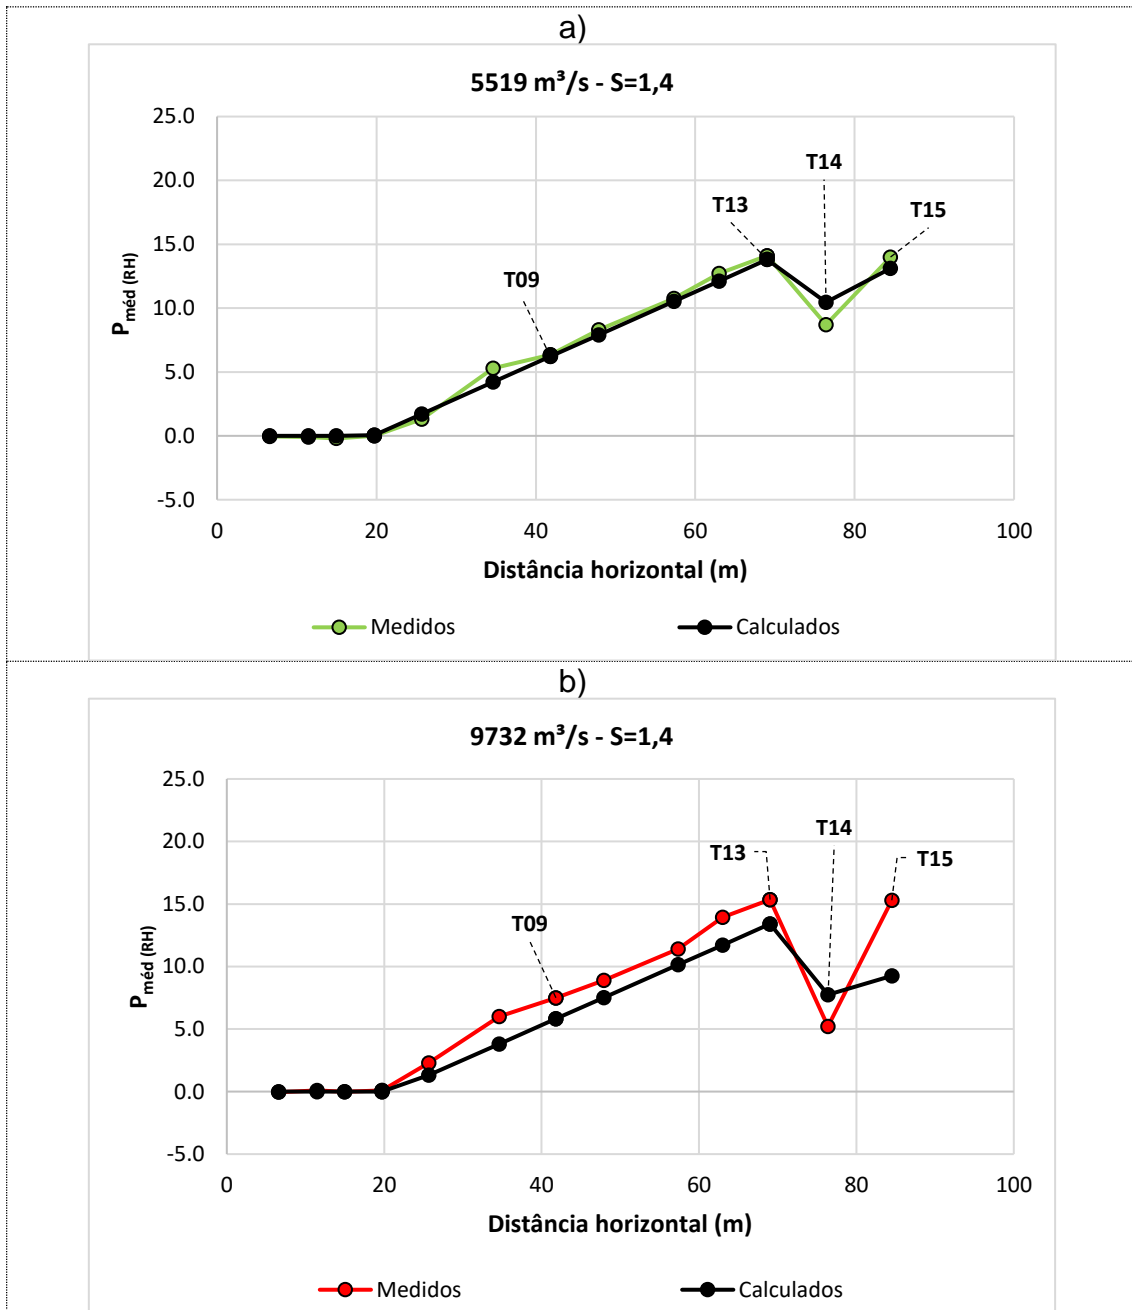 a)
5519 m³/s - S=1,4
25.0
20.0
15.0
10.0
5.0
0.0
-5.0
P méd (RH)
T09
T13
T14
T15
0 20 40 60 80 100
Distância horizontal (m)
Medidos Calculados
b)
9732 m³/s - S=1,4
25.0
20.0
15.0
10.0
5.0
0.0
-5.0
P méd (RH)
T09
T13
T14
T15
0 20 40 60 80 100
Distância horizontal (m)
Medidos Calculados